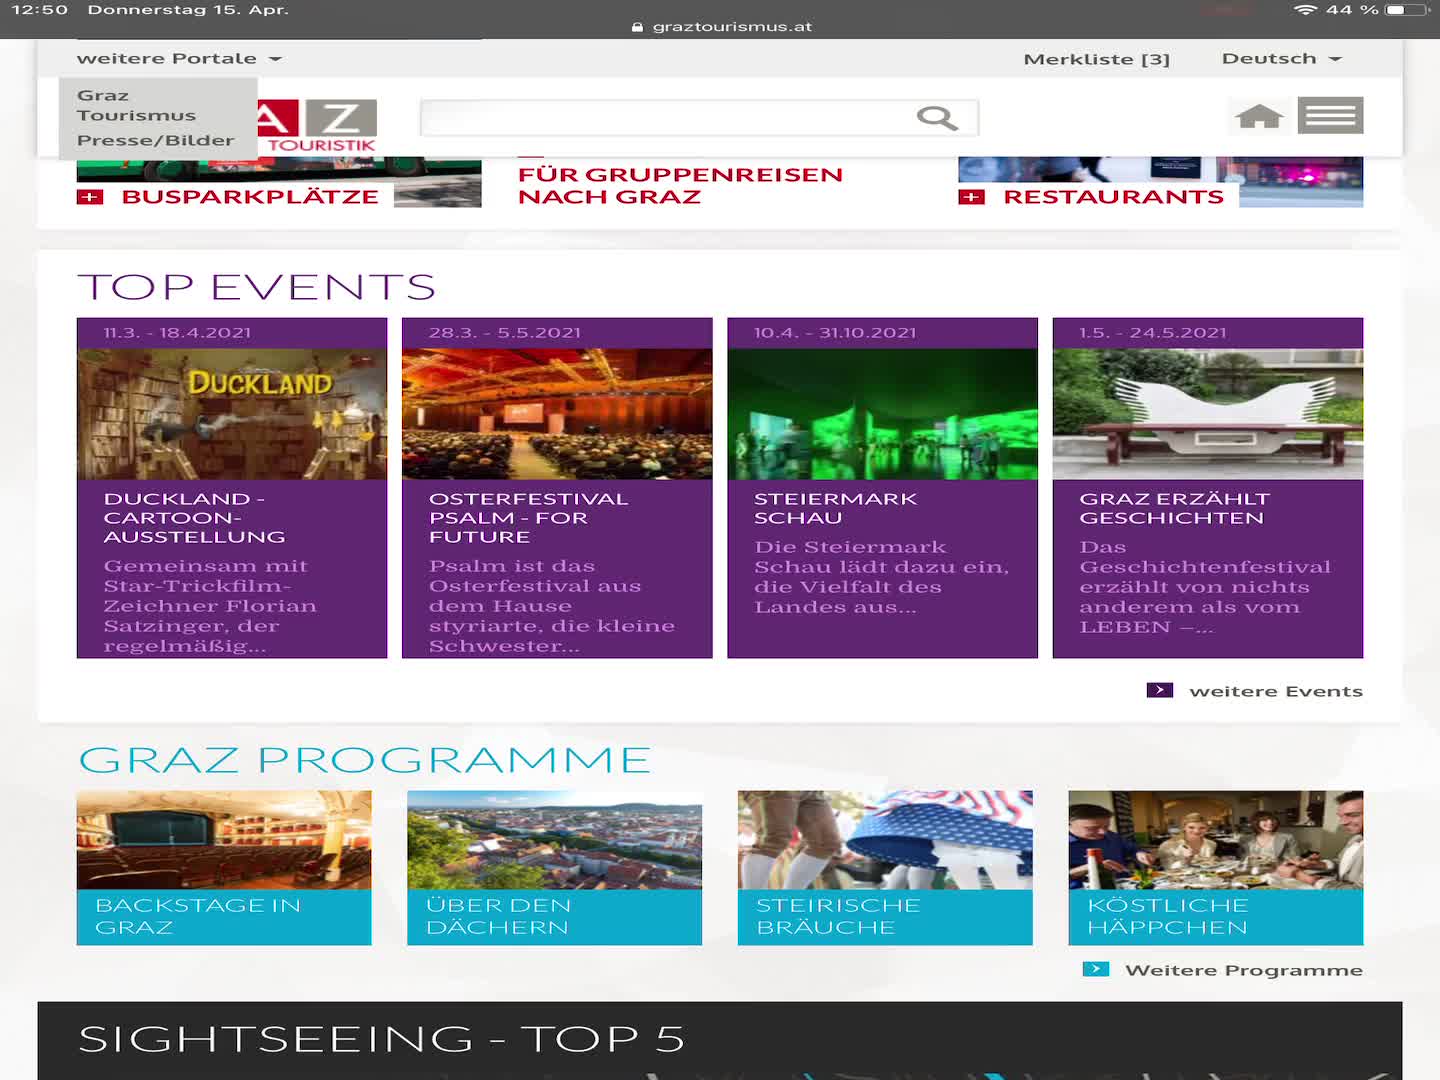 12:50 Donnerstag 15. Apr.
44 %
graztourismus.at
weitere Portale
Merkliste [3]
Deutsch
Graz
Tourismus
Presse/Bilder
AZ
TOURISTIK
BUSPARKPLÄTZE
FÜR GRUPPENREISEN
NACH GRAZ
RESTAURANTS
TOP EVENTS
11.3. - 18.4.2021
DUCKLAND
DUCKLAND -
CARTOON-
AUSSTELLUNG
Gemeinsam mit
Star-Trickfilm-
Zeichner Florian
Satzinger, der
regelmäßig...
28.3. - 5.5.2021
OSTERFESTIVAL
PSALM - FOR
FUTURE
Psalm ist das
Osterfestival aus
dem Hause
styriarte, die kleine
Schwester...
10.4. - 31.10.2021
STEIERMARK
SCHAU
Die Steiermark
Schau lädt dazu ein,
die Vielfalt des
Landes aus...
1.5. - 24.5.2021
GRAZ ERZÄHLT
GESCHICHTEN
Das
Geschichtenfestival
erzählt von nichts
anderem als vom
LEBEN –...
weitere Events
GRAZ PROGRAMME
BACKSTAGE IN
GRAZ
ÜBER DEN
DÄCHERN
STEIRISCHE
BRÄUCHE
KÖSTLICHE
HÄPPCHEN
Weitere Programme
SIGHTSEEING - TOP 5